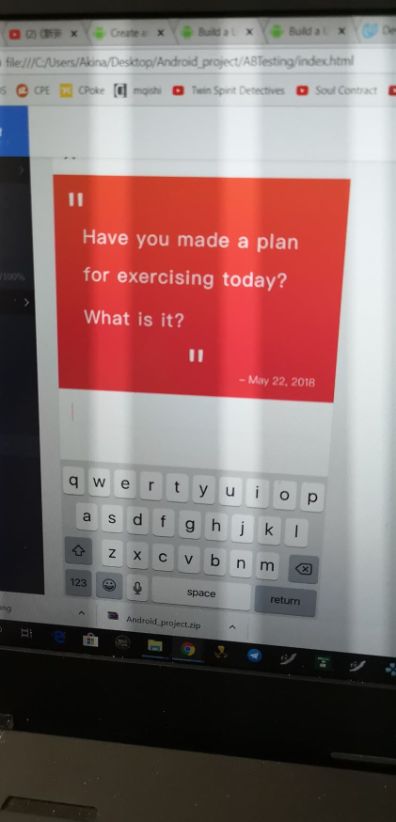 Create a
Build a
Build a
De
file:///C:/Users/Akina/Desktop/Android_project/ABTesting/index.html
CPE CPoke mqishi Twin Spirit Detectives Soul Contract
/100%
"
Have you made a plan
for exercising today?
What is it?
"
– May 22, 2018
q w e r t y u i o p
a s d f g h j k l
z x c v b n m
123 space return
Android_project.zip